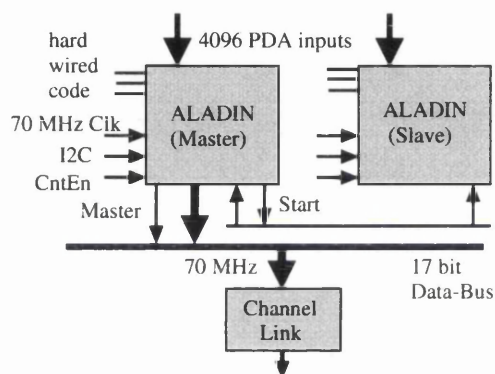 hard
wired
code
4096 PDA inputs
ALADIN
(Master)
ALADIN
(Slave)
70 MHz Clk
I2C
CntEn
Master
Start
70 MHz
17 bit
Data-Bus
Channel
Link